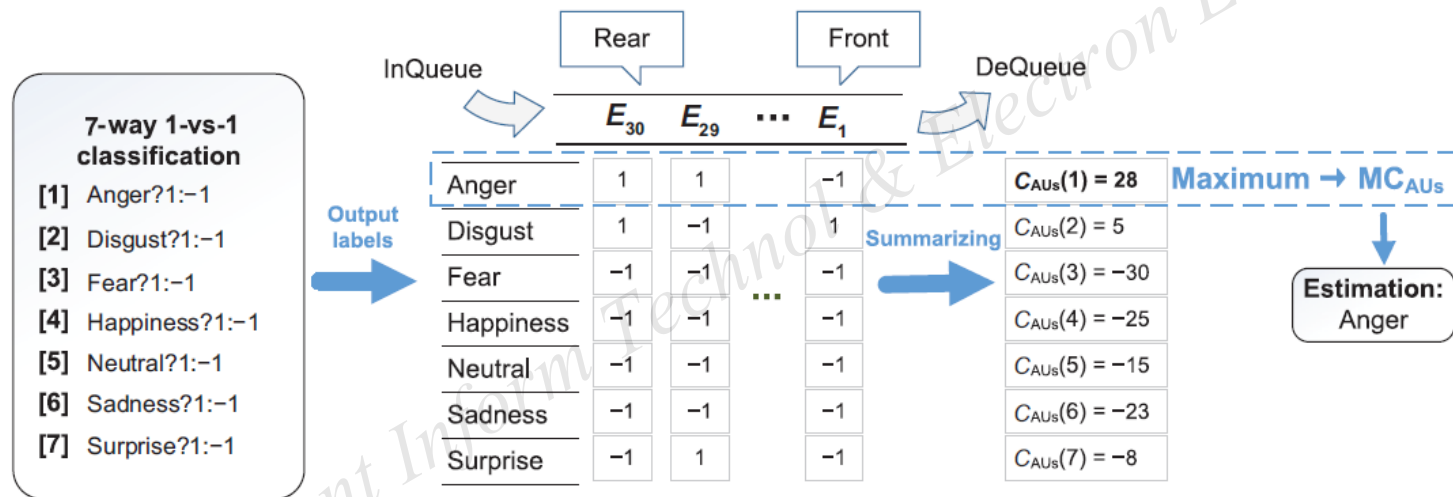 InQueue
Rear
Front
DeQueue
7-way 1-vs-1
classification
[1] Anger?1:−1
[2] Disgust?1:−1
[3] Fear?1:−1
[4] Happiness?1:−1
[5] Neutral?1:−1
[6] Sadness?1:−1
[7] Surprise?1:−1
Output
labels
E30 E29 ··· E1
Anger 1 1 −1
Disgust 1 −1 1
Fear −1 −1 −1
...
Happiness −1 −1 −1
Neutral −1 −1 −1
Sadness −1 −1 −1
Surprise −1 1 −1
Summarizing
CAUs(1) = 28
CAUs(2) = 5
CAUs(3) = −30
CAUs(4) = −25
CAUs(5) = −15
CAUs(6) = −23
CAUs(7) = −8
Maximum → MCAUs
Estimation:
Anger
Inform Technol & Electron